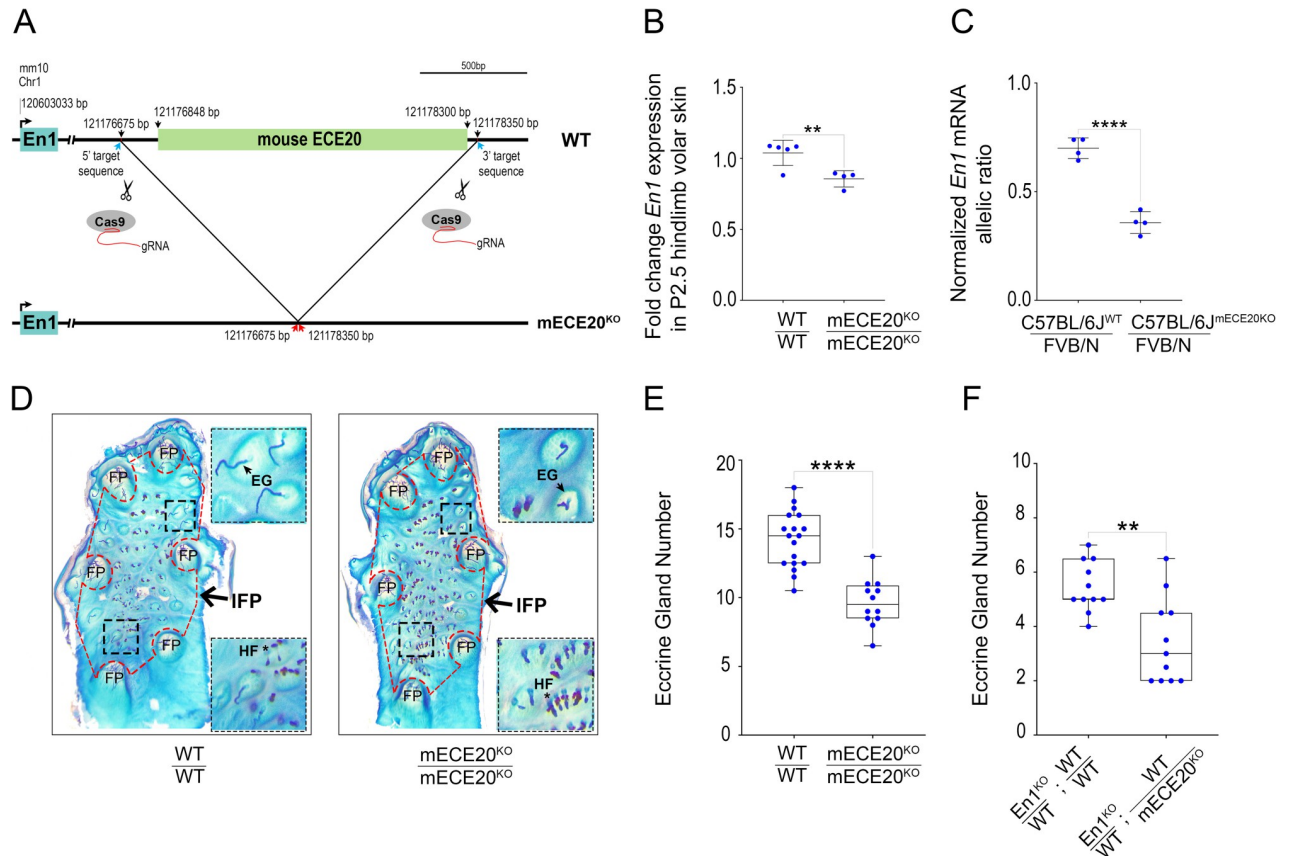 A
mm10
Chr1
120603033 bp
121176675 bp
121176848 bp
500bp
121178300 bp
121178350 bp
En1
mouse ECE20
WT
5' target
sequence
3' target
sequence
Cas9
gRNA
Cas9
gRNA
En1
mECE20KO
121176675 bp
121178350 bp
B
Fold change En1 expression
in P2.5 hindlimb volar skin
1.5
1.0
0.5
0.0
**
WT
WT
mECE20KO
mECE20KO
C
Normalized En1 mRNA
allelic ratio
1.0
0.5
0.0
****
C57BL/6JWT
FVB/N
C57BL/6JmECE20KO
FVB/N
D
FP
FP
FP
FP
FP
FP
EG
IFP
HF *
WT
WT
FP
FP
FP
FP
FP
FP
EG
IFP
HF
*
mECE20KO
mECE20KO
E
Eccrine Gland Number
20
15
10
5
0
****
WT
WT
mECE20KO
mECE20KO
F
Eccrine Gland Number
10
8
6
4
2
0
**
En1KO
WT
;
WT
WT
En1KO
WT
;
WT
mECE20KO